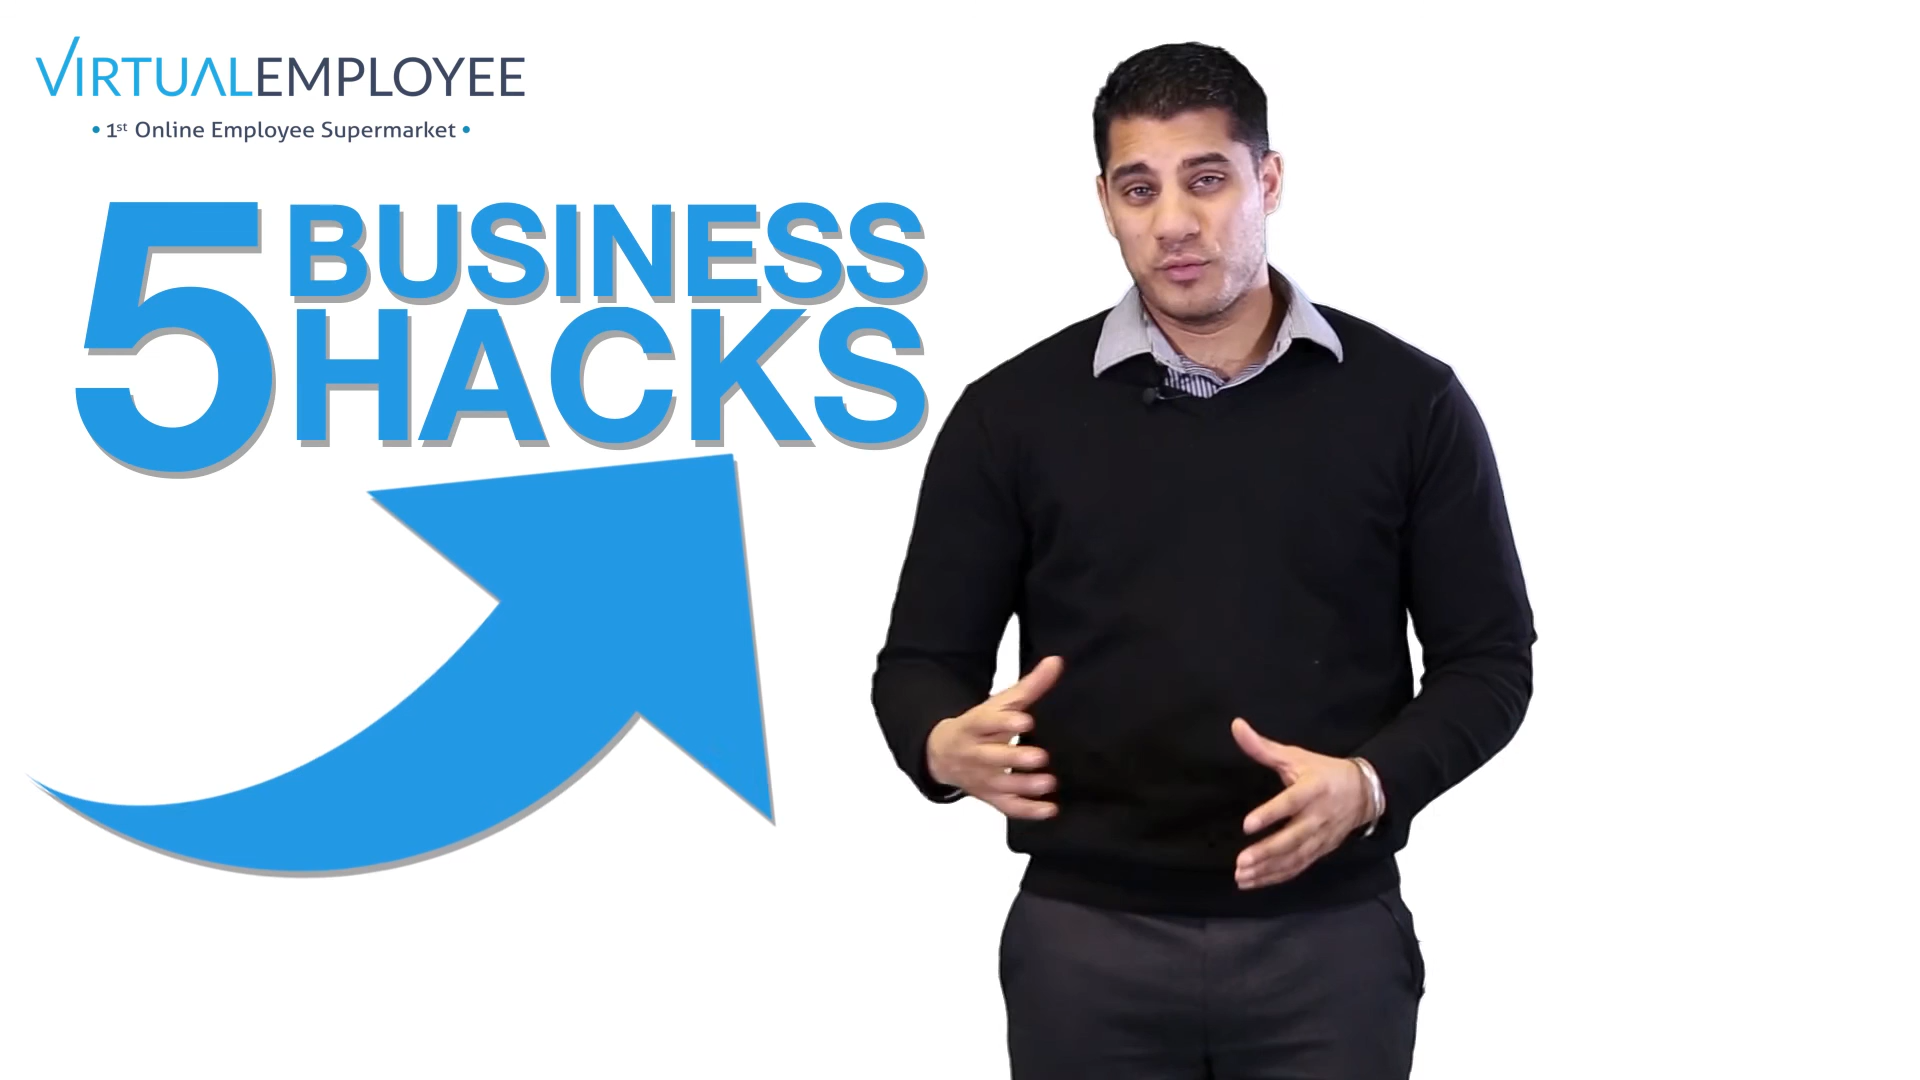 VIRTUALEMPLOYEE
• 1st Online Employee Supermarket •
5 BUSINESS
HACKS